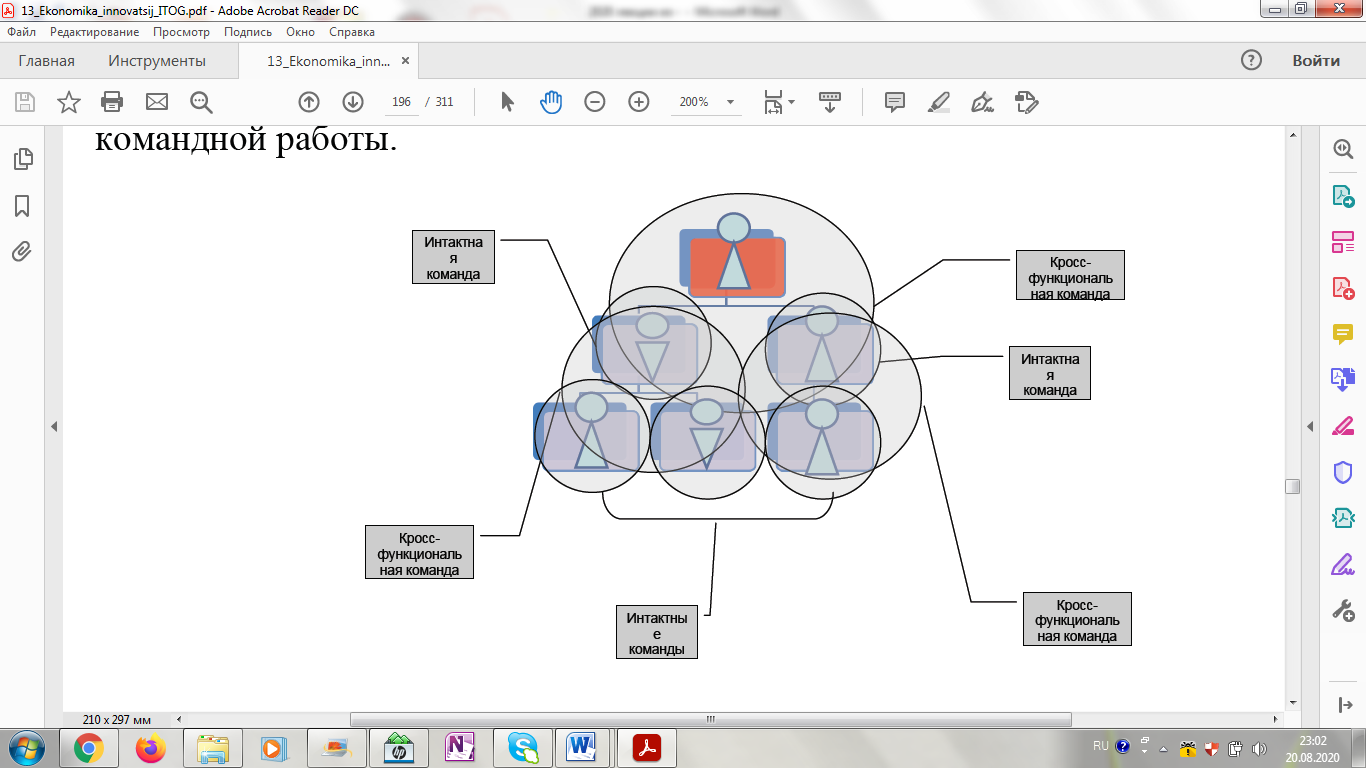 13_Ekonomika_innovatsij_ITOG.pdf - Adobe Acrobat Reader DC
Файл Редактирование Просмотр Подпись Окно Справка
Главная Инструменты 13_Ekonomika_inn... × Войти
196 / 311 200%
командной работы.
Интактна
я
команда
Кросс-
функциональ
ная команда
Интактна
я
команда
Кросс-
функциональ
ная команда
Интактны
е
команды
Кросс-
функциональ
ная команда
210 x 297 мм
RU
23:02
20.08.2020